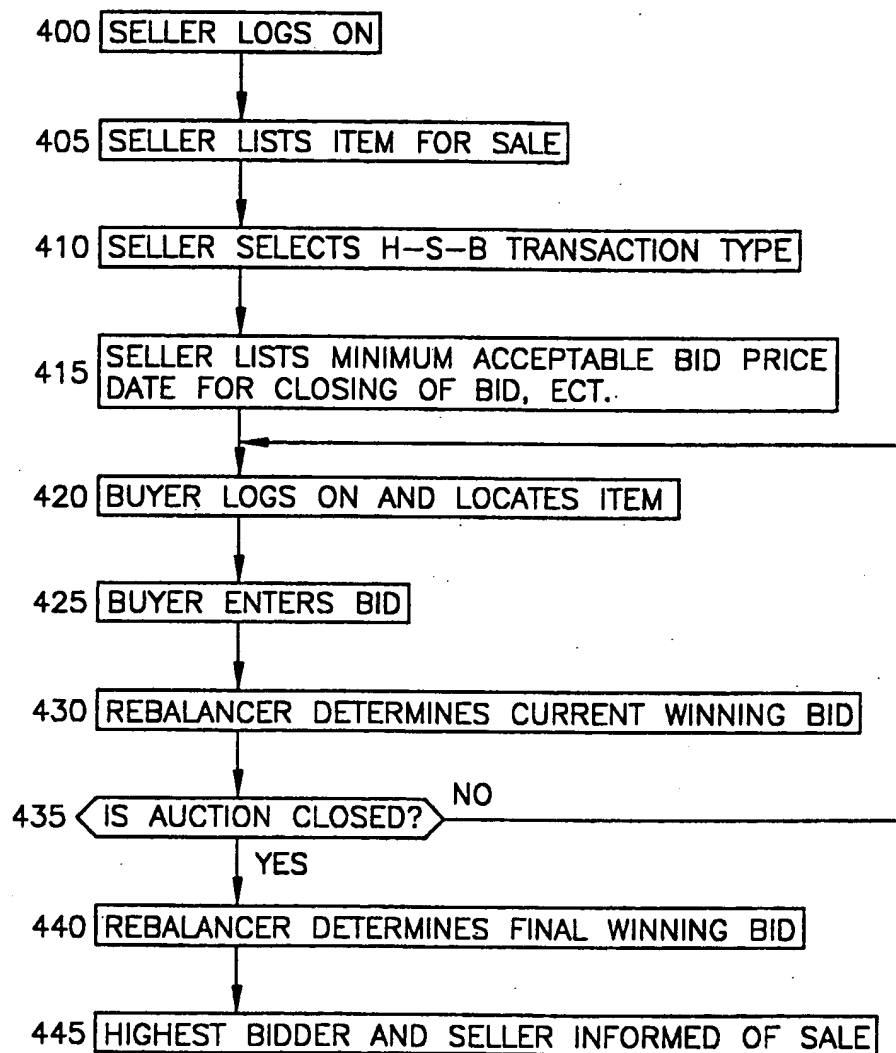 400 SELLER LOGS ON
405 SELLER LISTS ITEM FOR SALE
410 SELLER SELECTS H-S-B TRANSACTION TYPE
415 SELLER LISTS MINIMUM ACCEPTABLE BID PRICE
DATE FOR CLOSING OF BID, ECT.
420 BUYER LOGS ON AND LOCATES ITEM
425 BUYER ENTERS BID
430 REBALANCER DETERMINES CURRENT WINNING BID
435 IS AUCTION CLOSED? NO
YES
440 REBALANCER DETERMINES FINAL WINNING BID
445 HIGHEST BIDDER AND SELLER INFORMED OF SALE